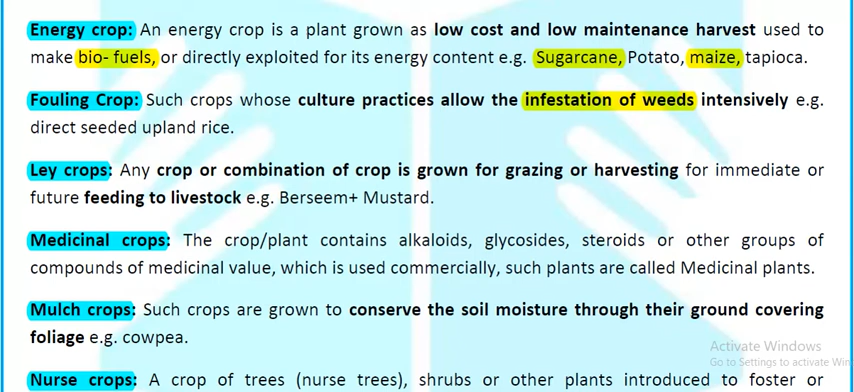 Energy crop: An energy crop is a plant grown as low cost and low maintenance harvest used to
make bio- fuels, or directly exploited for its energy content e.g. Sugarcane, Potato, maize, tapioca.
Fouling Crop: Such crops whose culture practices allow the infestation of weeds intensively e.g.
direct seeded upland rice.
Ley crops: Any crop or combination of crop is grown for grazing or harvesting for immediate or
future feeding to livestock e.g. Berseem+ Mustard.
Medicinal crops: The crop/plant contains alkaloids, glycosides, steroids or other groups of
compounds of medicinal value, which is used commercially, such plants are called Medicinal plants.
Mulch crops: Such crops are grown to conserve the soil moisture through their ground covering
foliage e.g. cowpea.
Activate Windows
Go to Settings to activate Win
Nurse crops: A crop of trees (nurse trees), shrubs or other plants introduced to foster or